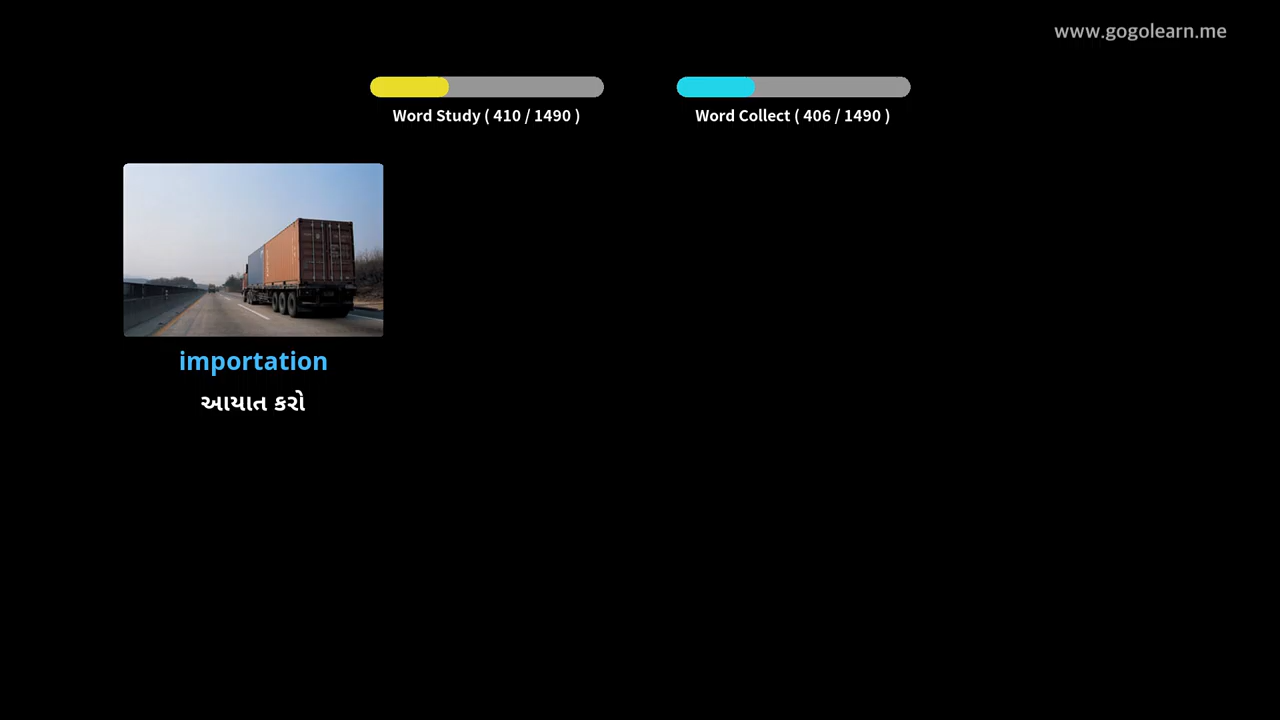 www.gogolearn.me
Word Study ( 410 / 1490 )
Word Collect ( 406 / 1490 )
importation
આયાત કરો